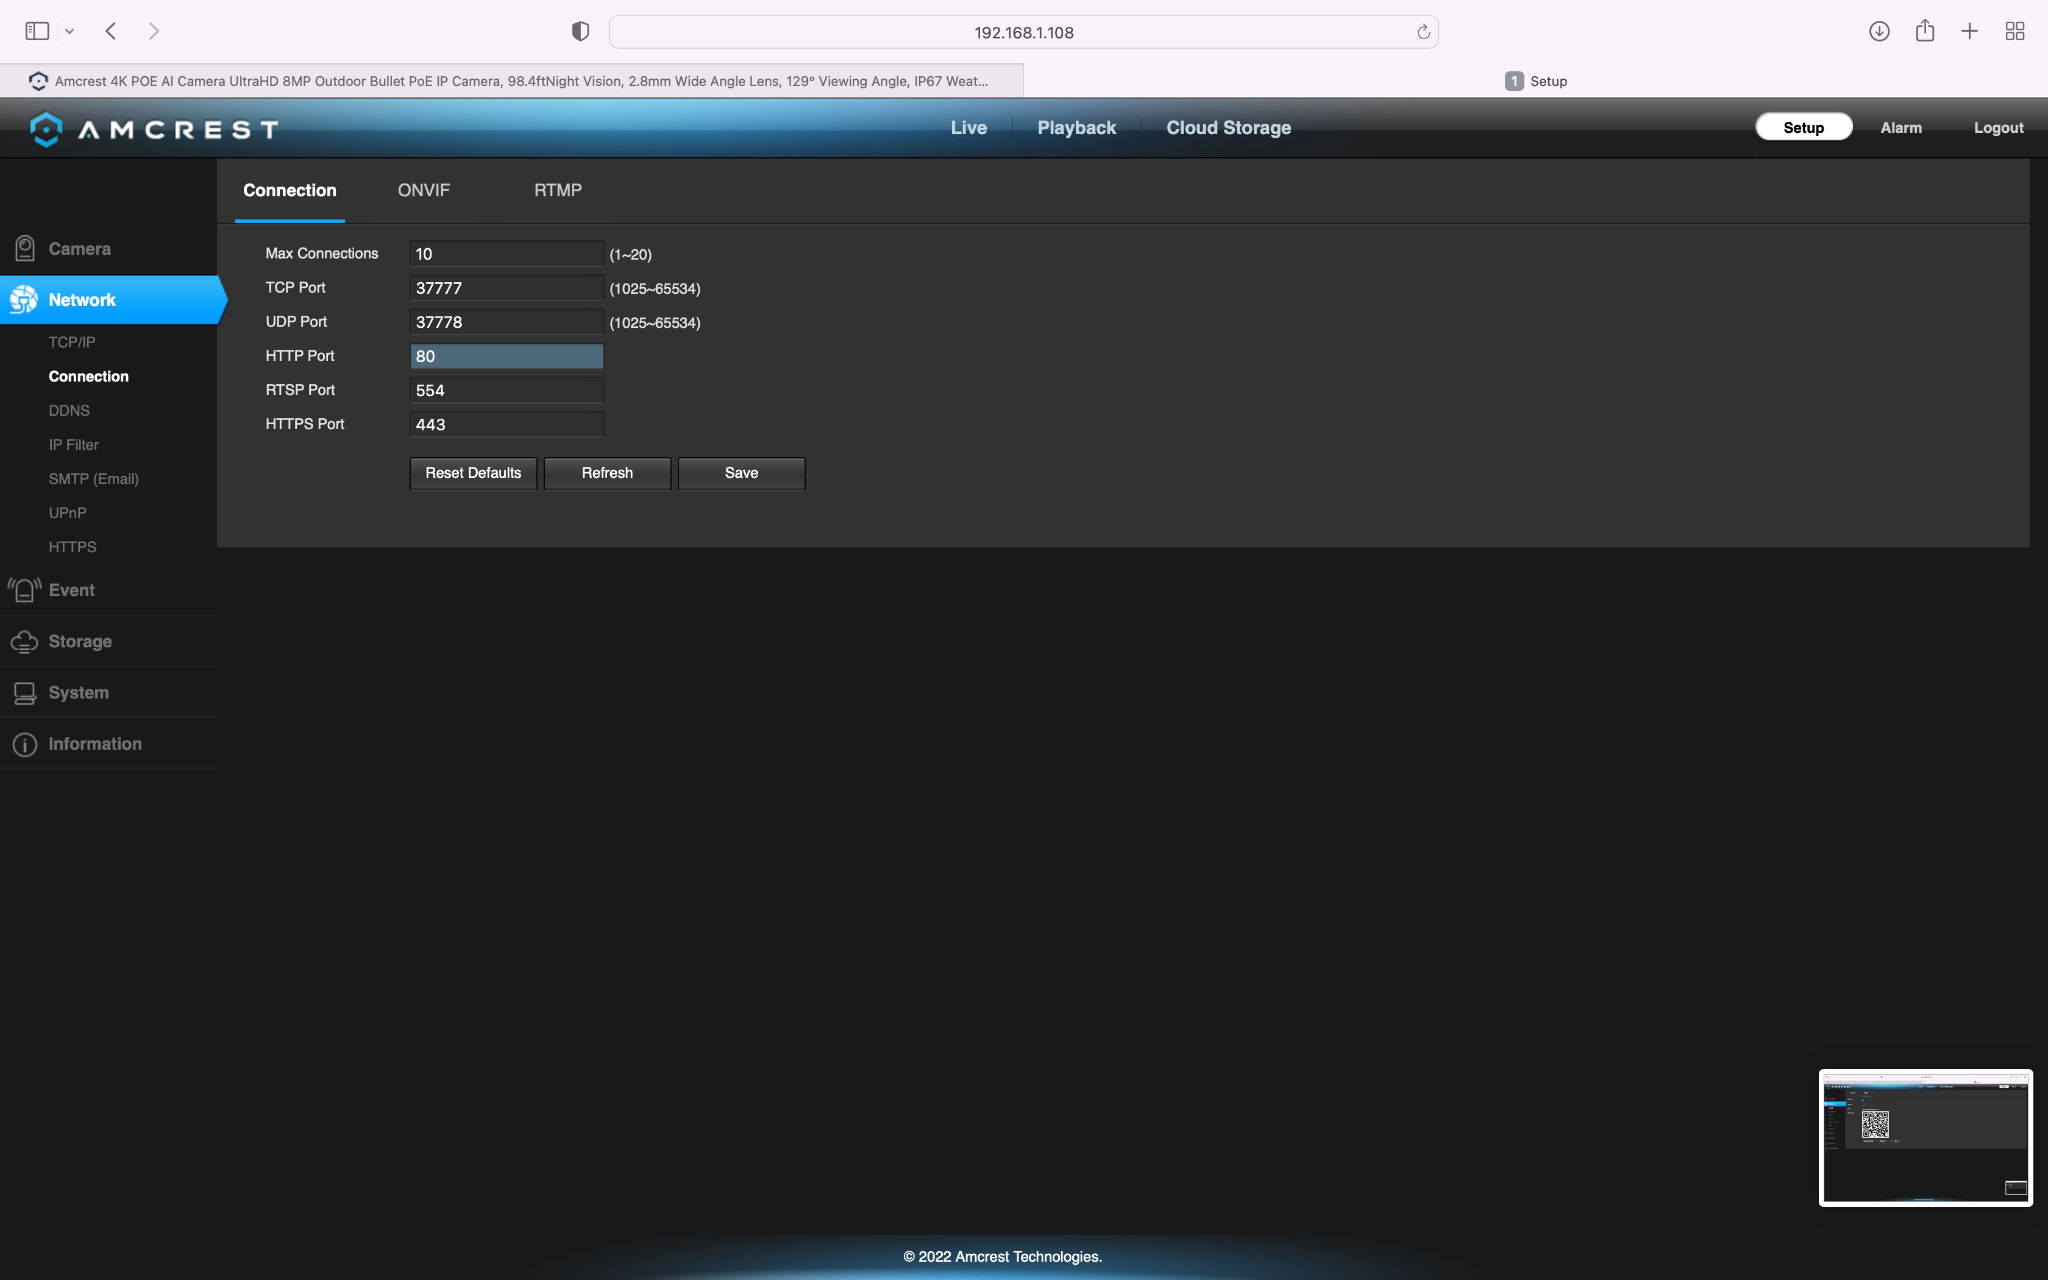 192.168.1.108
Amcrest 4K POE AI Camera UltraHD 8MP Outdoor Bullet PoE IP Camera, 98.4ftNight Vision, 2.8mm Wide Angle Lens, 129° Viewing Angle, IP67 Weat...
1 Setup
AMCREST
Live
Playback
Cloud Storage
Setup
Alarm
Logout
Connection
ONVIF
RTMP
Camera
Network
TCP/IP
Connection
DDNS
IP Filter
SMTP (Email)
UPnP
HTTPS
Event
Storage
System
Information
Max Connections 10 (1~20)
TCP Port 37777 (1025~65534)
UDP Port 37778 (1025~65534)
HTTP Port 80
RTSP Port 554
HTTPS Port 443
Reset Defaults
Refresh
Save
© 2022 Amcrest Technologies.